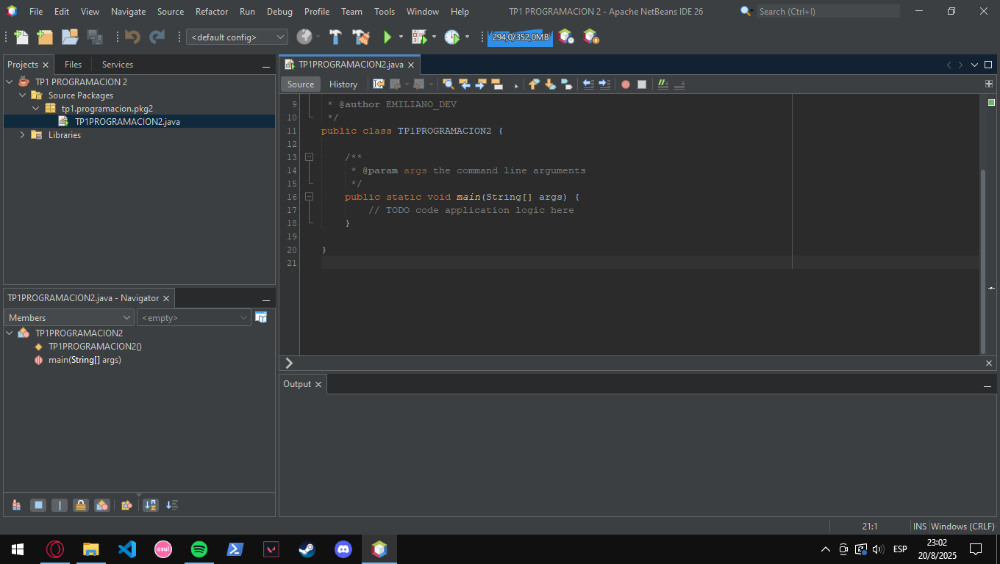 File Edit View Navigate Source Refactor Run Debug Profile Team Tools Window Help TP1 PROGRAMACION 2 - Apache NetBeans IDE 26 Search (Ctrl+I)
<default config> 294,0/352,0MB
Projects Files Services
TP1 PROGRAMACION 2
Source Packages
tp1.programacion.pkg2
TP1PROGRAMACION2.java
Libraries
TP1PROGRAMACION2.java
Source History
9 * @author EMILIANO_DEV
10 */
11 public class TP1PROGRAMACION2 {
12
13 /**
14 * @param args the command line arguments
15 */
16 public static void main(String[] args) {
17 // TODO code application logic here
18 }
19
20 }
21
TP1PROGRAMACION2.java - Navigator
Members <empty>
TP1PROGRAMACION2
TP1PROGRAMACION2()
main(String[] args)
Output
21:1 INS Windows (CRLF)
osu!
ESP
23:02
20/8/2025